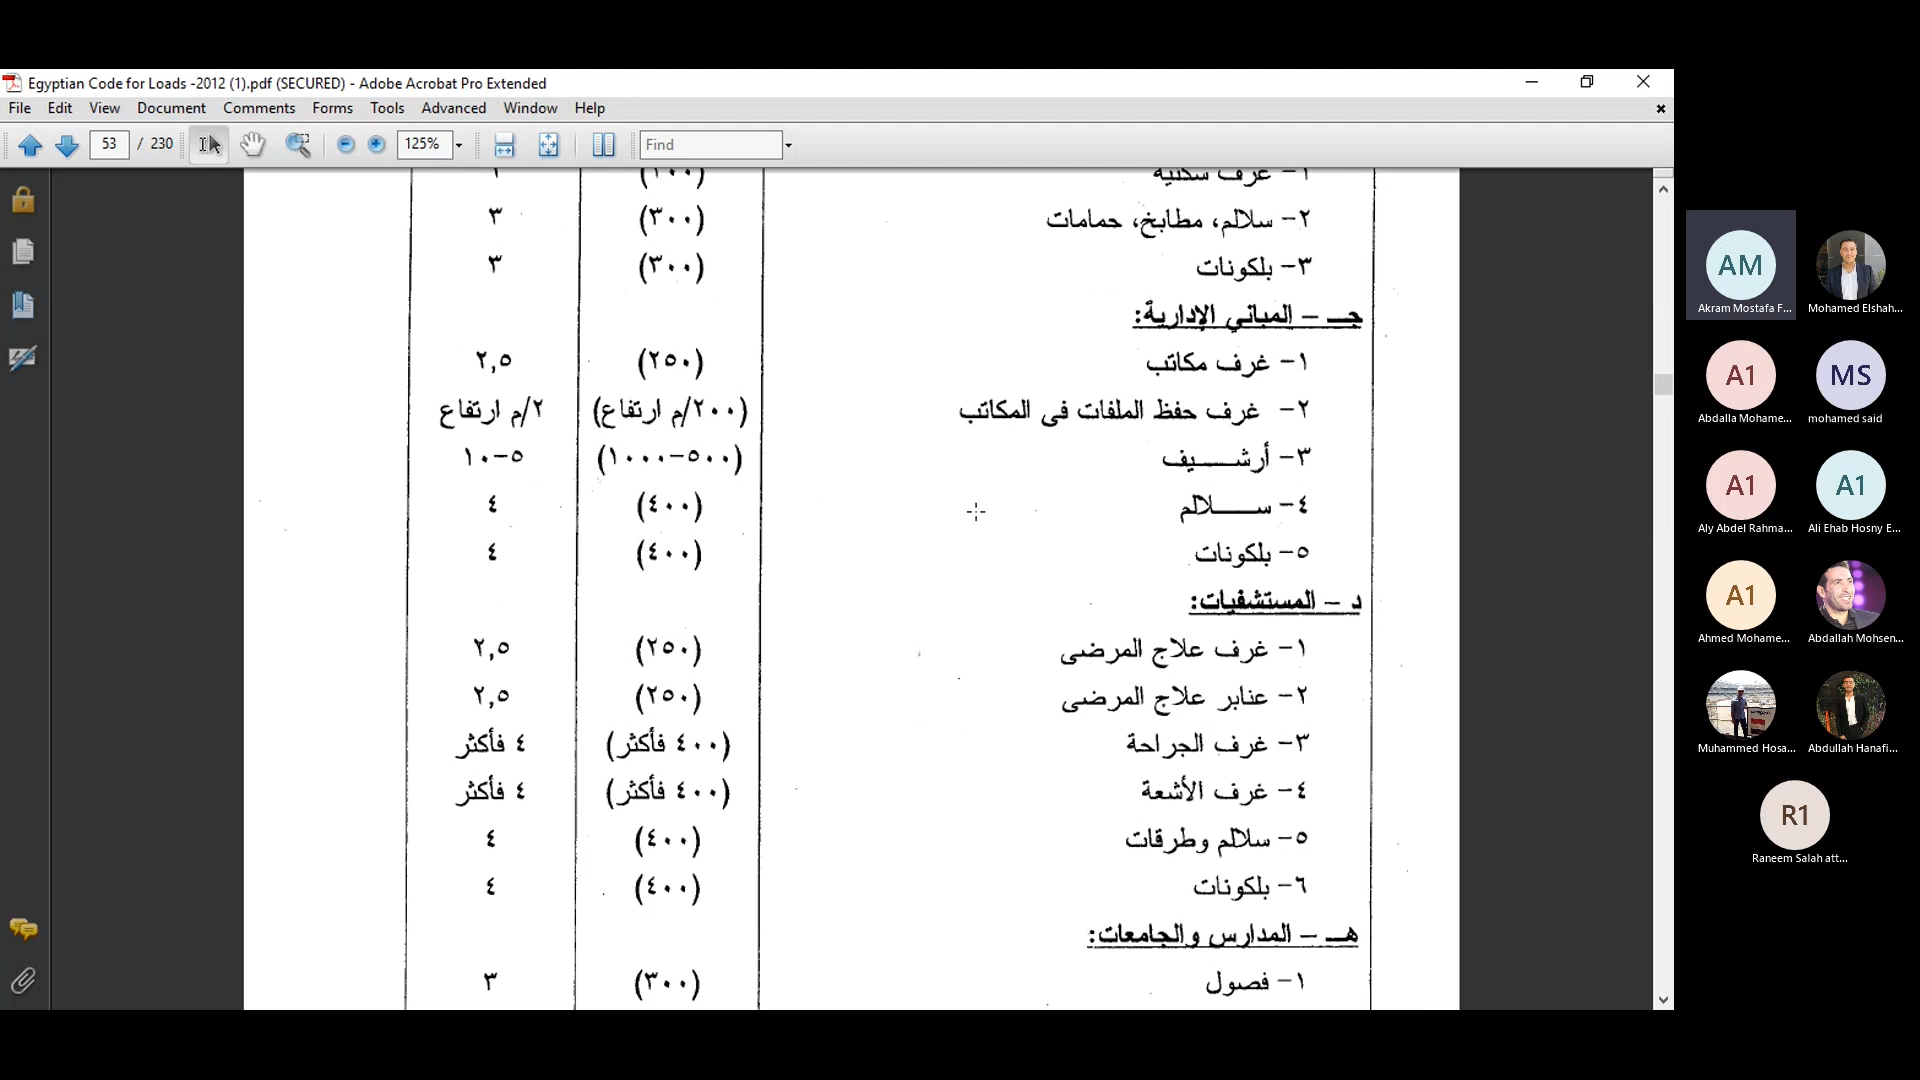 Egyptian Code for Loads -2012 (1).pdf (SECURED) - Adobe Acrobat Pro Extended
File Edit View Document Comments Forms Tools Advanced Window Help
53 / 230 125% Find
١- غرف سكنية
٢- سلالم، مطابخ، حمامات (٣٠٠) ٣
٣- بلكونات (٣٠٠) ٣
جـ – المباني الإدارية:
١- غرف مكاتب (٢٥٠) ٢,٥
٢- غرف حفظ الملفات فى المكاتب (٢٠٠/م ارتفاع) ٢/م ارتفاع
٣- أرشـــــيف (٥٠٠–١٠٠٠) ٥–١٠
٤- ســـــلالم (٤٠٠) ٤
٥- بلكونات (٤٠٠) ٤
د – المستشفيات:
١- غرف علاج المرضى (٢٥٠) ٢,٥
٢- عنابر علاج المرضى (٢٥٠) ٢,٥
٣- غرف الجراحة (٤٠٠ فأكثر) ٤ فأكثر
٤- غرف الأشعة (٤٠٠ فأكثر) ٤ فأكثر
٥- سلالم وطرقات (٤٠٠) ٤
٦- بلكونات (٤٠٠) ٤
هـ – المدارس والجامعات:
١- فصول (٣٠٠) ٣
AM
Akram Mostafa F...
Mohamed Elshah...
A1
Abdalla Mohame...
MS
mohamed said
A1
Aly Abdel Rahma...
A1
Ali Ehab Hosny E...
A1
Ahmed Mohame...
Abdallah Mohsen...
Muhammed Hosa...
Abdullah Hanafi...
R1
Raneem Salah att...